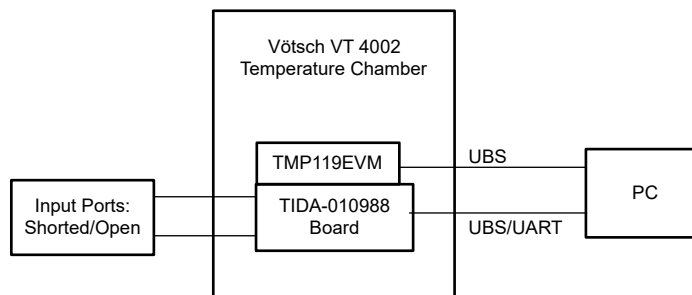 Vötsch VT 4002
Temperature Chamber
TMP119EVM
UBS
PC
Input Ports:
Shorted/Open
TIDA-010988
Board
UBS/UART